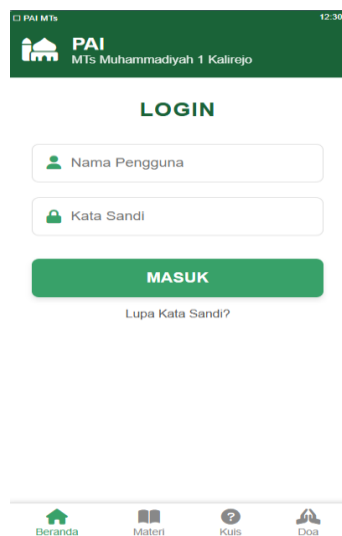 PAI MTs 12:30
PAI
MTs Muhammadiyah 1 Kalirejo
LOGIN
Nama Pengguna
Kata Sandi
MASUK
Lupa Kata Sandi?
Beranda Materi Kuis Doa